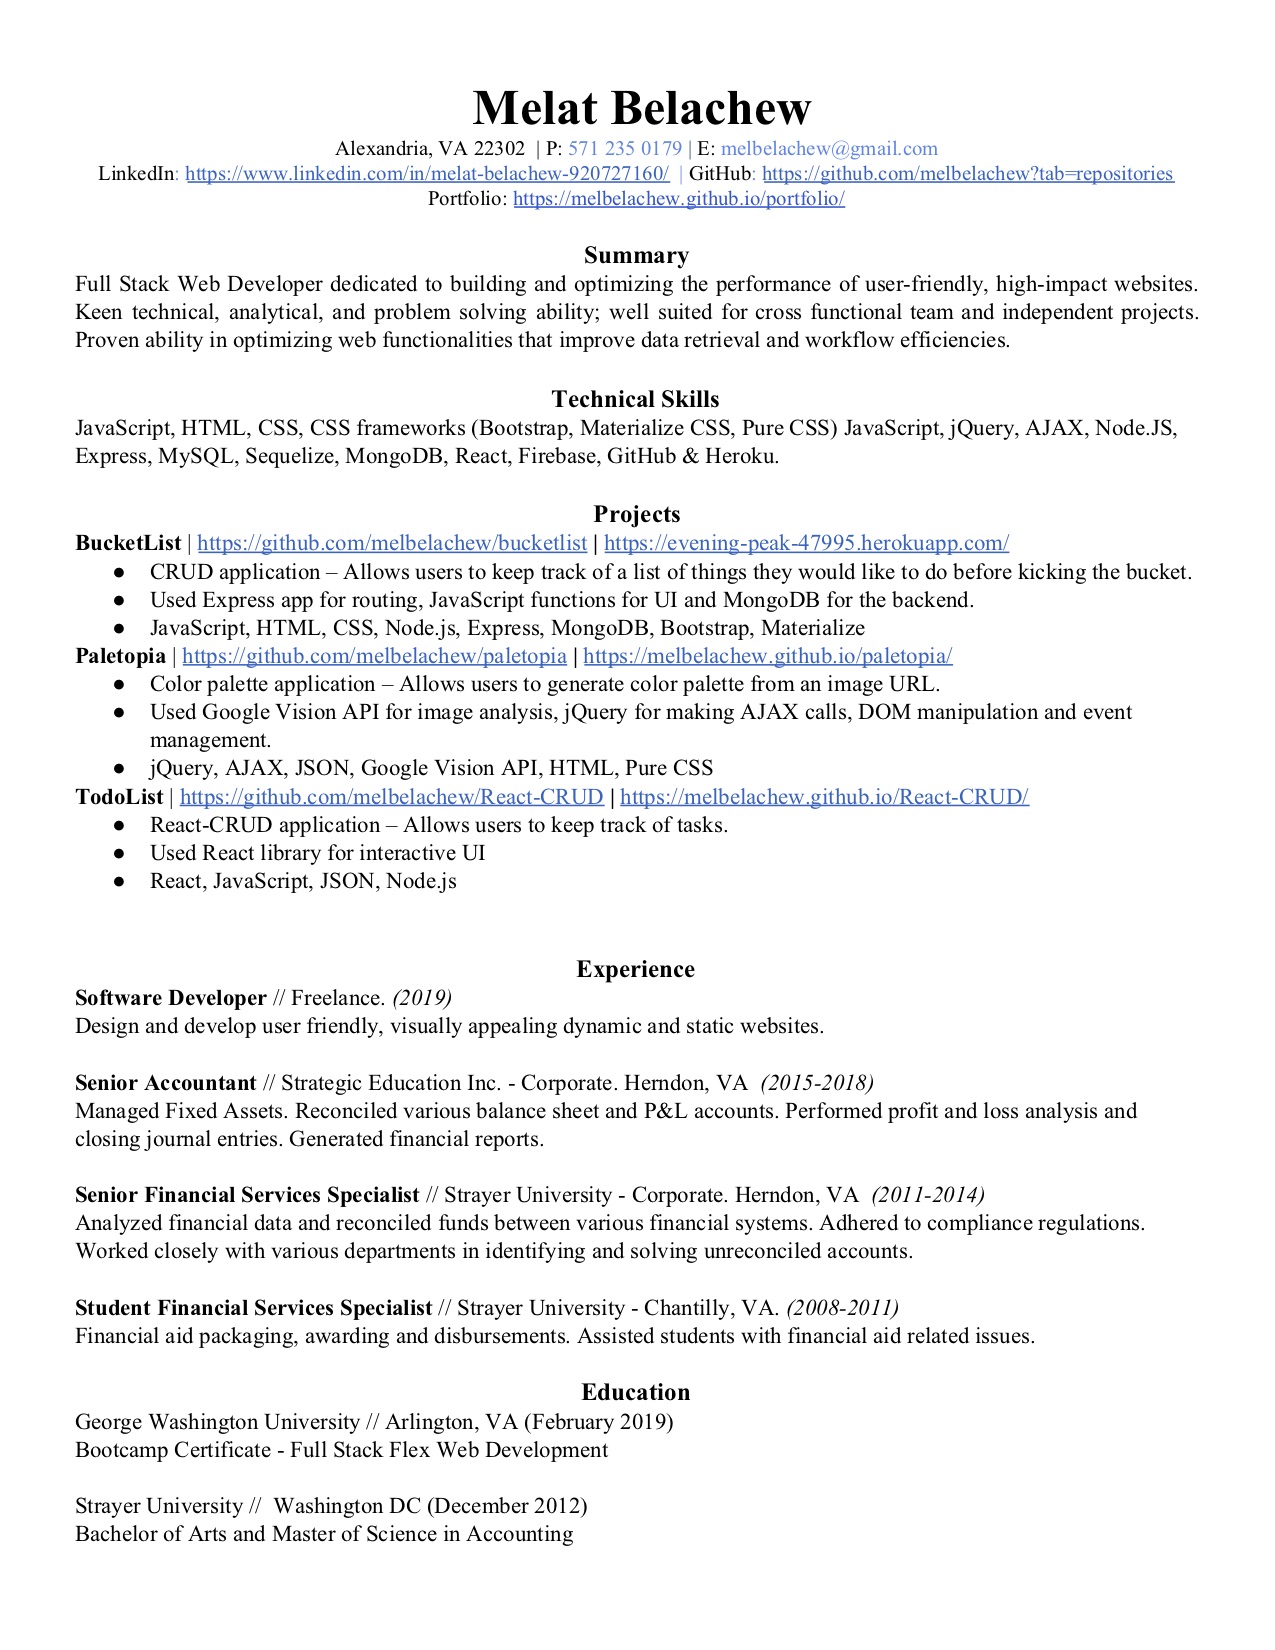 Melat Belachew
Alexandria, VA 22302 | P: 571 235 0179 | E: melbelachew@gmail.com
LinkedIn: https://www.linkedin.com/in/melat-belachew-920727160/ | GitHub: https://github.com/melbelachew?tab=repositories
Portfolio: https://melbelachew.github.io/portfolio/
Summary
Full Stack Web Developer dedicated to building and optimizing the performance of user-friendly, high-impact websites.
Keen technical, analytical, and problem solving ability; well suited for cross functional team and independent projects.
Proven ability in optimizing web functionalities that improve data retrieval and workflow efficiencies.
Technical Skills
JavaScript, HTML, CSS, CSS frameworks (Bootstrap, Materialize CSS, Pure CSS) JavaScript, jQuery, AJAX, Node.JS,
Express, MySQL, Sequelize, MongoDB, React, Firebase, GitHub & Heroku.
Projects
BucketList | https://github.com/melbelachew/bucketlist | https://evening-peak-47995.herokuapp.com/
● CRUD application – Allows users to keep track of a list of things they would like to do before kicking the bucket.
● Used Express app for routing, JavaScript functions for UI and MongoDB for the backend.
● JavaScript, HTML, CSS, Node.js, Express, MongoDB, Bootstrap, Materialize
Paletopia | https://github.com/melbelachew/paletopia | https://melbelachew.github.io/paletopia/
● Color palette application – Allows users to generate color palette from an image URL.
● Used Google Vision API for image analysis, jQuery for making AJAX calls, DOM manipulation and event
management.
● jQuery, AJAX, JSON, Google Vision API, HTML, Pure CSS
TodoList | https://github.com/melbelachew/React-CRUD | https://melbelachew.github.io/React-CRUD/
● React-CRUD application – Allows users to keep track of tasks.
● Used React library for interactive UI
● React, JavaScript, JSON, Node.js
Experience
Software Developer // Freelance. (2019)
Design and develop user friendly, visually appealing dynamic and static websites.
Senior Accountant // Strategic Education Inc. - Corporate. Herndon, VA (2015-2018)
Managed Fixed Assets. Reconciled various balance sheet and P&L accounts. Performed profit and loss analysis and
closing journal entries. Generated financial reports.
Senior Financial Services Specialist // Strayer University - Corporate. Herndon, VA (2011-2014)
Analyzed financial data and reconciled funds between various financial systems. Adhered to compliance regulations.
Worked closely with various departments in identifying and solving unreconciled accounts.
Student Financial Services Specialist // Strayer University - Chantilly, VA. (2008-2011)
Financial aid packaging, awarding and disbursements. Assisted students with financial aid related issues.
Education
George Washington University // Arlington, VA (February 2019)
Bootcamp Certificate - Full Stack Flex Web Development
Strayer University // Washington DC (December 2012)
Bachelor of Arts and Master of Science in Accounting